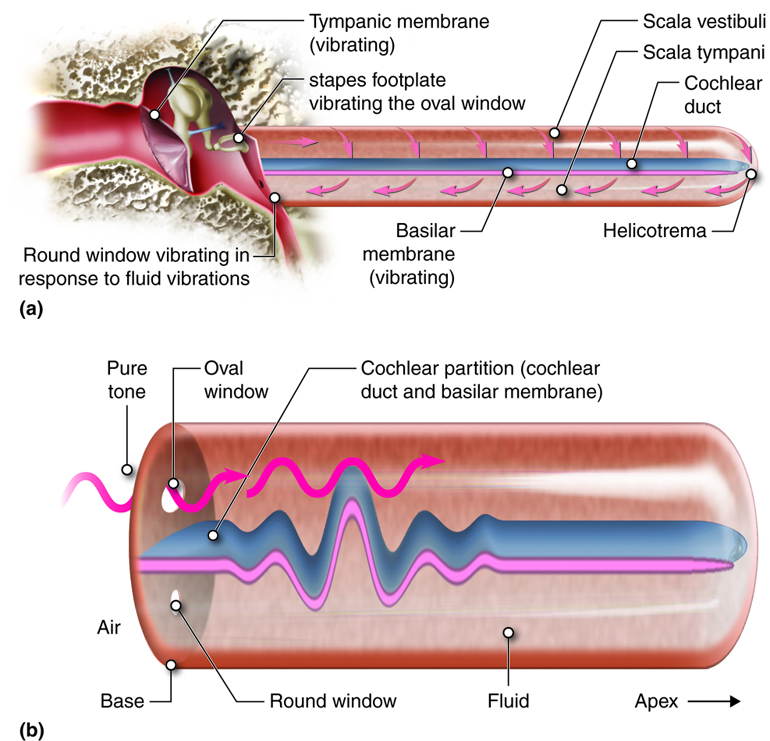 Tympanic membrane
(vibrating)
stapes footplate
vibrating the oval window
Scala vestibuli
Scala tympani
Cochlear
duct
Round window vibrating in
response to fluid vibrations
Basilar
membrane
(vibrating)
Helicotrema
(a)
Pure
tone
Oval
window
Cochlear partition (cochlear
duct and basilar membrane)
Air
Base
Round window
Fluid
Apex
(b)